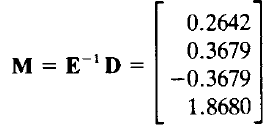 M = E⁻¹ D = [ 0.2642
0.3679
-0.3679
1.8680 ]